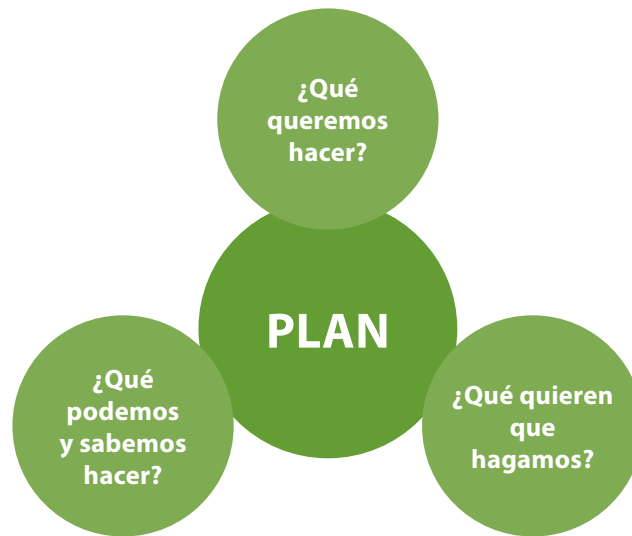 ¿Qué
queremos
hacer?
PLAN
¿Qué
podemos
y sabemos
hacer?
¿Qué quieren
que
hagamos?